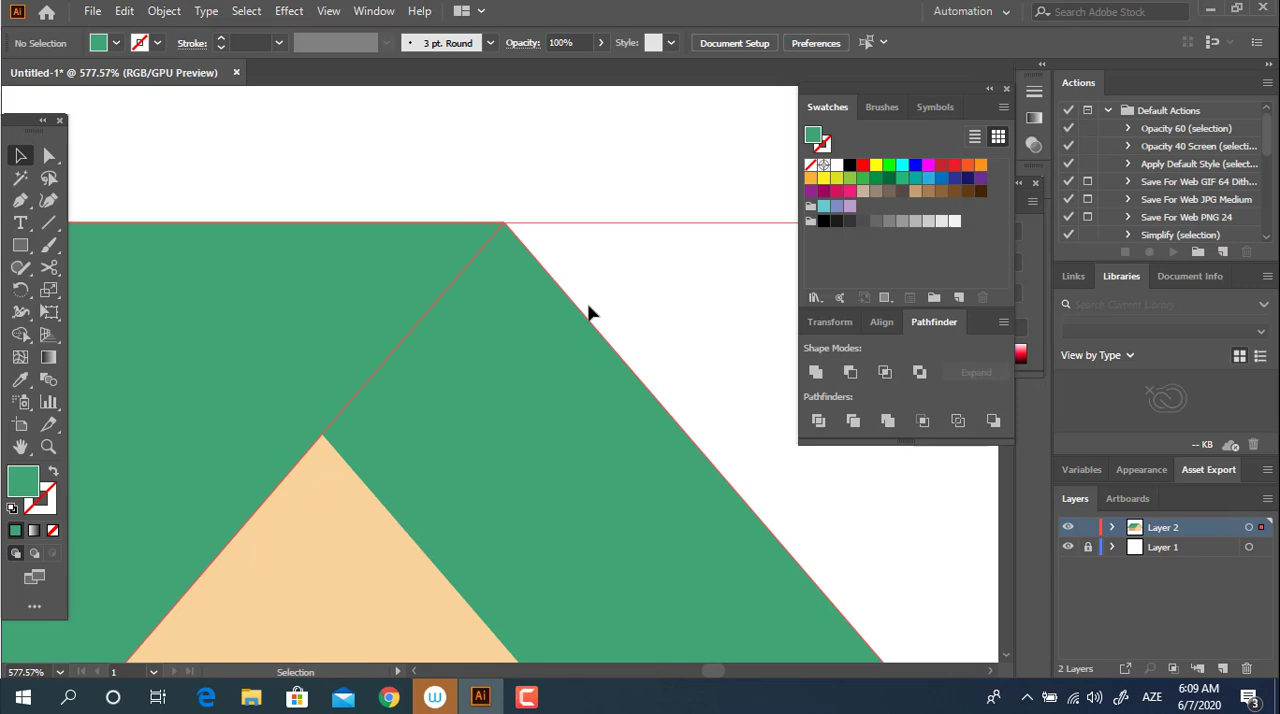 Ai File Edit Object Type Select Effect View Window Help Automation Search Adobe Stock
No Selection Stroke: 3 pt. Round Opacity: 100% Style: Document Setup Preferences
Untitled-1* @ 577.57% (RGB/GPU Preview)
Swatches Brushes Symbols
Transform Align Pathfinder
Shape Modes:
Expand
Pathfinders:
Actions
Default Actions
Opacity 60 (selection)
Opacity 40 Screen (selecti...
Apply Default Style (select...
Save For Web GIF 64 Dith...
Save For Web JPG Medium
Save For Web PNG 24
Simplify (selection)
Links Libraries Document Info
Search Current Library
View by Type
-- KB
Variables Appearance Asset Export
Layers Artboards
Layer 2
Layer 1
2 Layers
577.57% 1 Selection
Ai AZE 6:09 AM
6/7/2020 3